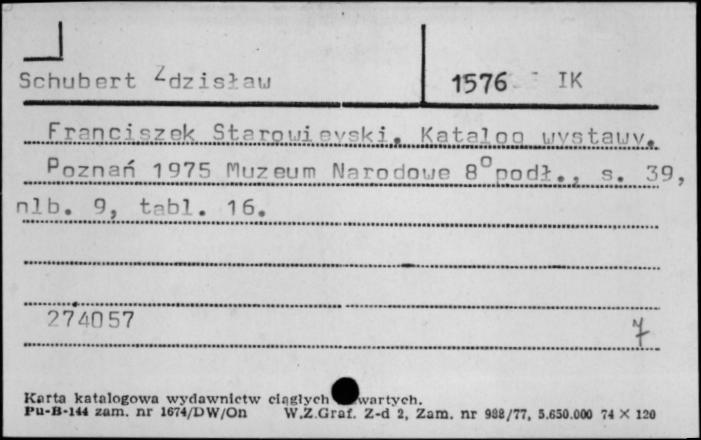 Schubert Zdzisław 1576 - IK
Franciszek Starowieyski. Katalog wystawy.
Poznań 1975 Muzeum Narodowe 8° podł., s. 39,
nlb. 9, tabl. 16.
274057 7
Karta katalogowa wydawnictw ciągłych wartych.
Pu-B-144 zam. nr 1674/DW/On W.Z.Graf. Z-d 2, Zam. nr 988/77, 5.650.000 74 × 120